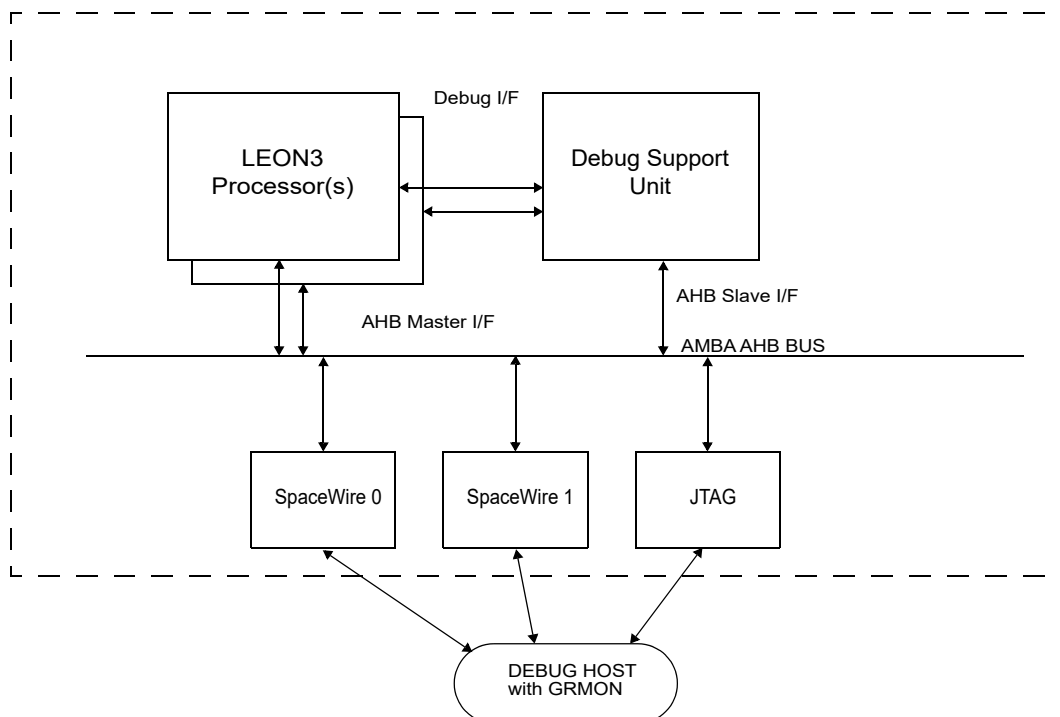 Debug I/F
LEON3
Processor(s)
Debug Support
Unit
AHB Slave I/F
AHB Master I/F
AMBA AHB BUS
SpaceWire 0
SpaceWire 1
JTAG
DEBUG HOST
with GRMON